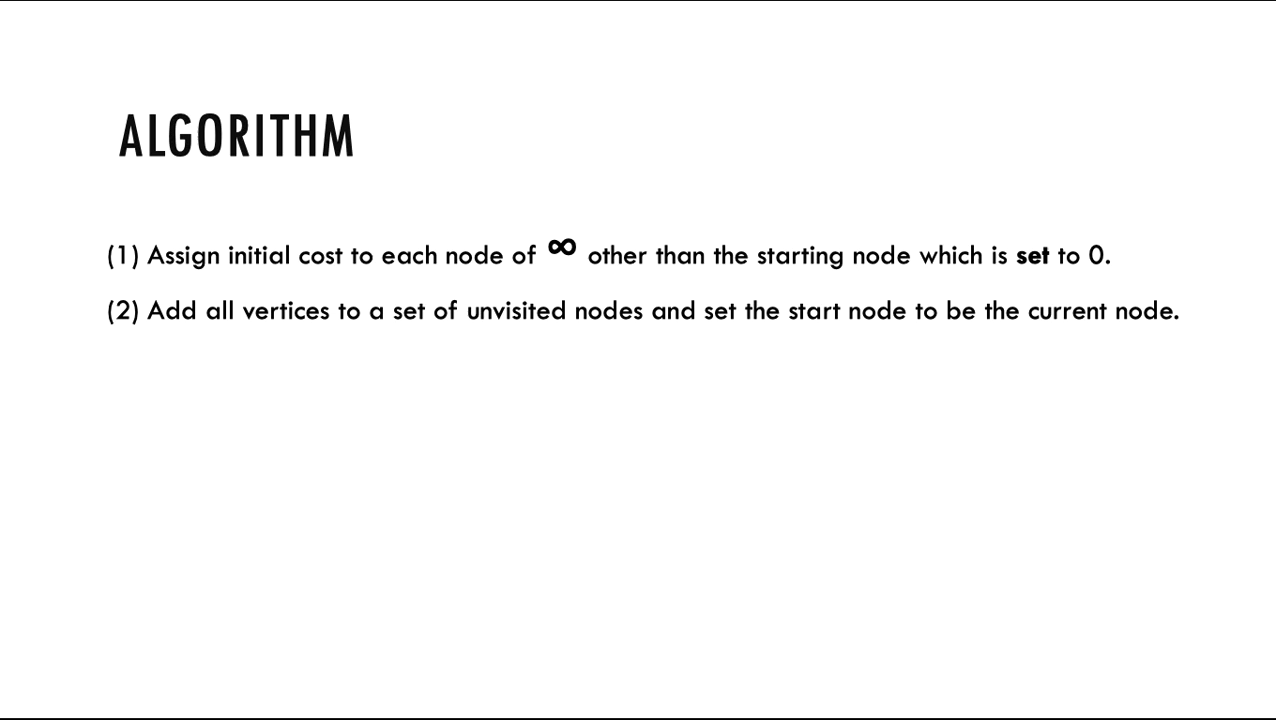 ALGORITHM
(1) Assign initial cost to each node of ∞ other than the starting node which is set to 0.
(2) Add all vertices to a set of unvisited nodes and set the start node to be the current node.